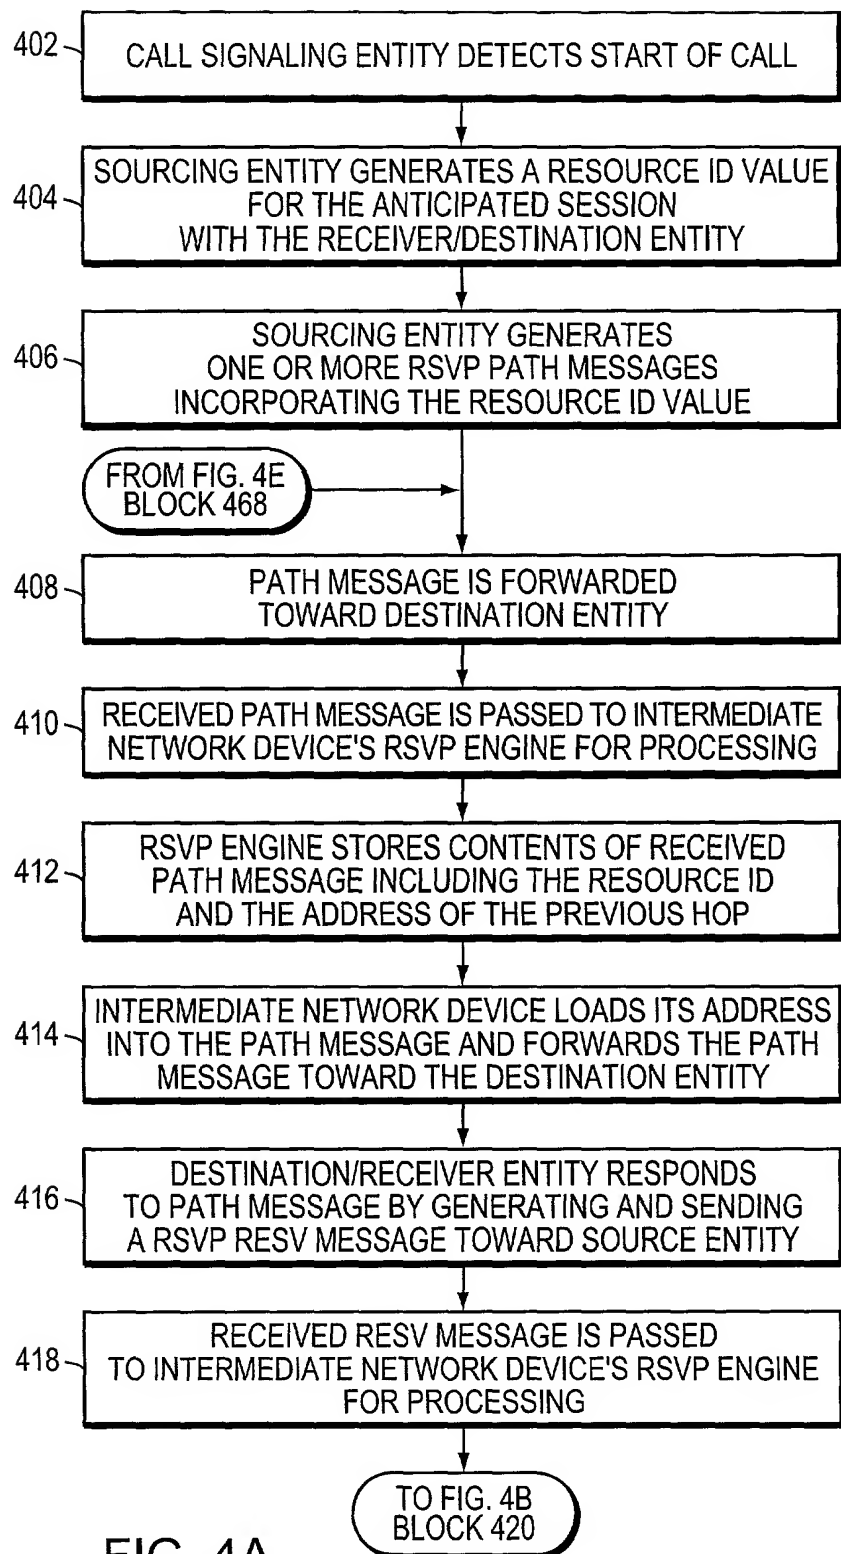 402
CALL SIGNALING ENTITY DETECTS START OF CALL
404
SOURCING ENTITY GENERATES A RESOURCE ID VALUE
FOR THE ANTICIPATED SESSION
WITH THE RECEIVER/DESTINATION ENTITY
406
SOURCING ENTITY GENERATES
ONE OR MORE RSVP PATH MESSAGES
INCORPORATING THE RESOURCE ID VALUE
FROM FIG. 4E
BLOCK 468
408
PATH MESSAGE IS FORWARDED
TOWARD DESTINATION ENTITY
410
RECEIVED PATH MESSAGE IS PASSED TO INTERMEDIATE
NETWORK DEVICE'S RSVP ENGINE FOR PROCESSING
412
RSVP ENGINE STORES CONTENTS OF RECEIVED
PATH MESSAGE INCLUDING THE RESOURCE ID
AND THE ADDRESS OF THE PREVIOUS HOP
414
INTERMEDIATE NETWORK DEVICE LOADS ITS ADDRESS
INTO THE PATH MESSAGE AND FORWARDS THE PATH
MESSAGE TOWARD THE DESTINATION ENTITY
416
DESTINATION/RECEIVER ENTITY RESPONDS
TO PATH MESSAGE BY GENERATING AND SENDING
A RSVP RESV MESSAGE TOWARD SOURCE ENTITY
418
RECEIVED RESV MESSAGE IS PASSED
TO INTERMEDIATE NETWORK DEVICE'S RSVP ENGINE
FOR PROCESSING
TO FIG. 4B
BLOCK 420
FIG. 4A